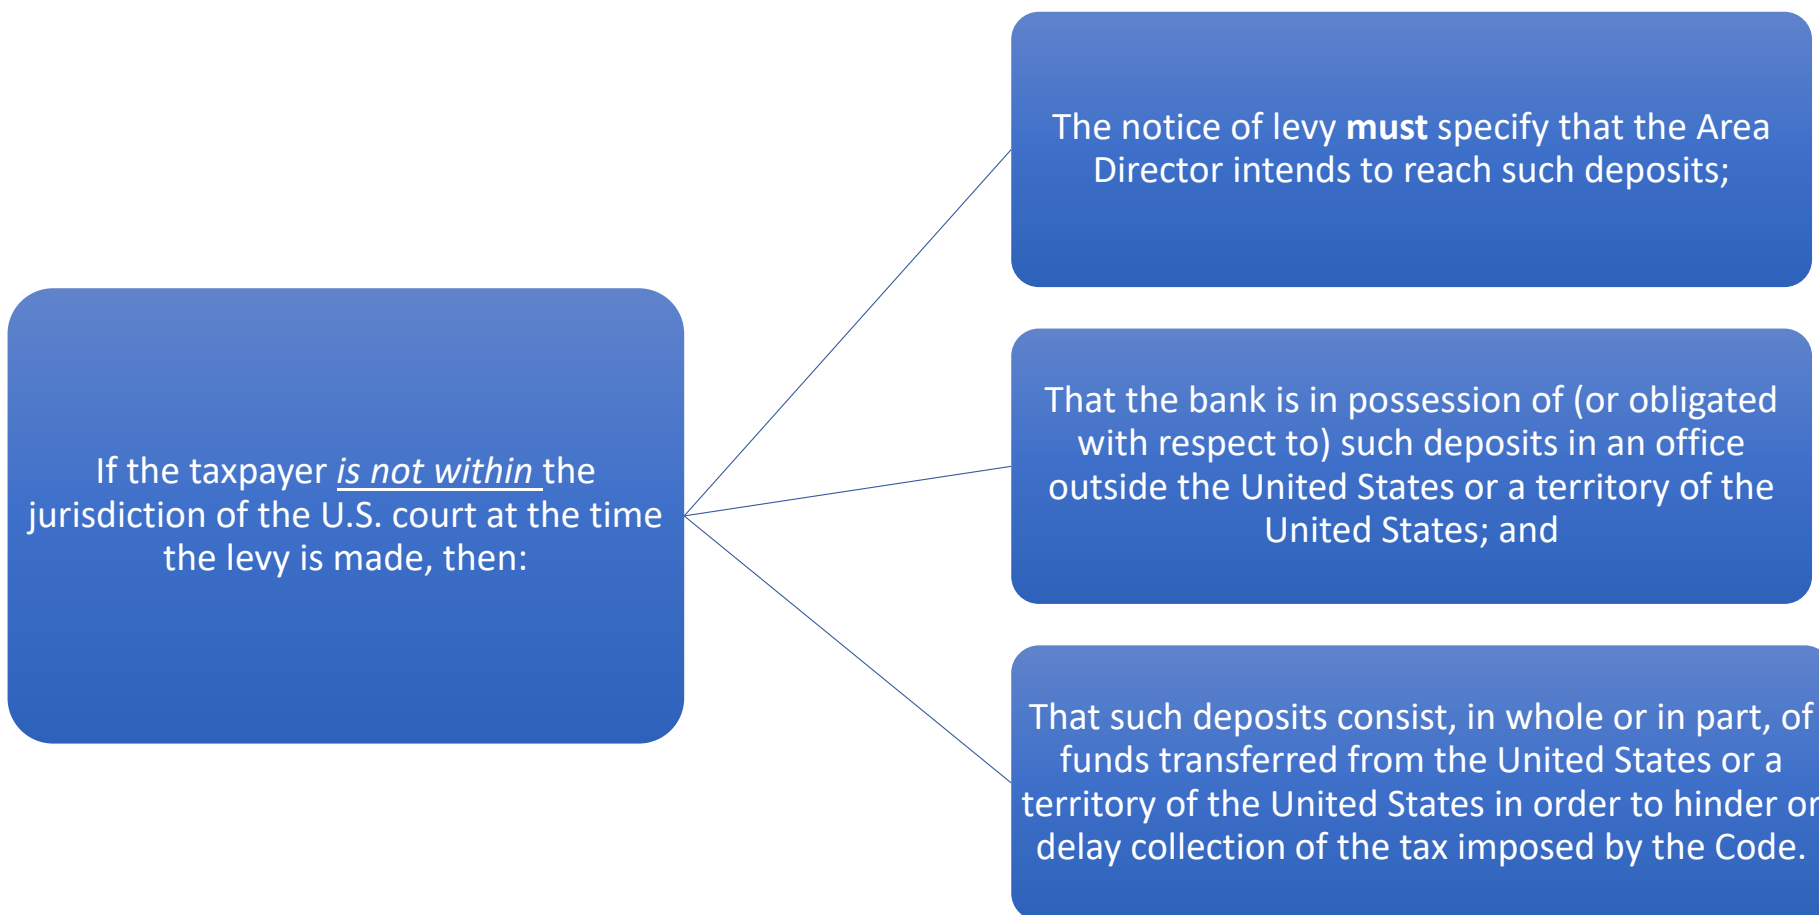 If the taxpayer is not within the
jurisdiction of the U.S. court at the time
the levy is made, then:
The notice of levy must specify that the Area
Director intends to reach such deposits;
That the bank is in possession of (or obligated
with respect to) such deposits in an office
outside the United States or a territory of the
United States; and
That such deposits consist, in whole or in part, of
funds transferred from the United States or a
territory of the United States in order to hinder or
delay collection of the tax imposed by the Code.